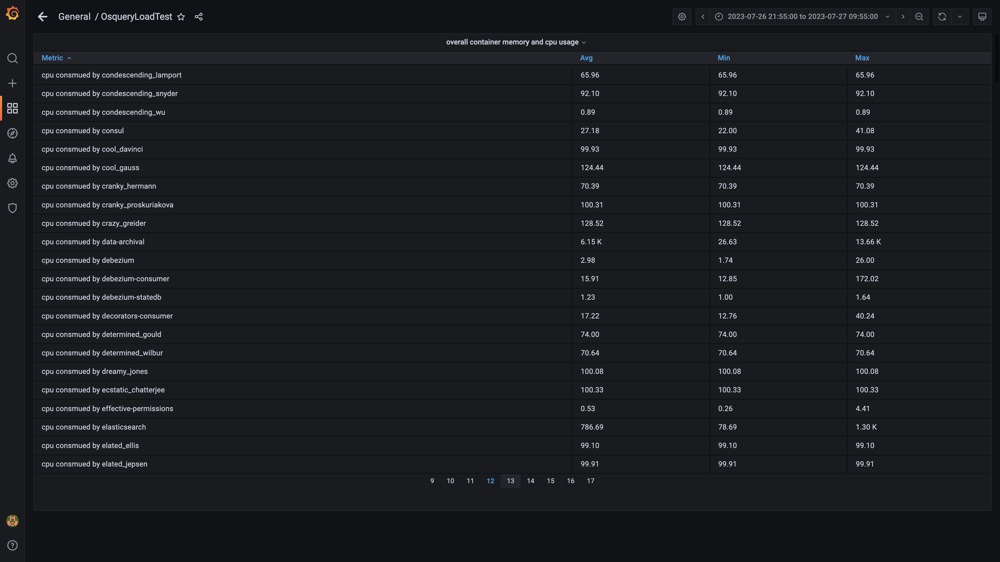 General / OsqueryLoadTest
2023-07-26 21:55:00 to 2023-07-27 09:55:00
overall container memory and cpu usage
Metric Avg Min Max
cpu consmued by condescending_lamport 65.96 65.96 65.96
cpu consmued by condescending_snyder 92.10 92.10 92.10
cpu consmued by condescending_wu 0.89 0.89 0.89
cpu consmued by consul 27.18 22.00 41.08
cpu consmued by cool_davinci 99.93 99.93 99.93
cpu consmued by cool_gauss 124.44 124.44 124.44
cpu consmued by cranky_hermann 70.39 70.39 70.39
cpu consmued by cranky_proskuriakova 100.31 100.31 100.31
cpu consmued by crazy_greider 128.52 128.52 128.52
cpu consmued by data-archival 6.15 K 26.63 13.66 K
cpu consmued by debezium 2.98 1.74 26.00
cpu consmued by debezium-consumer 15.91 12.85 172.02
cpu consmued by debezium-statedb 1.23 1.00 1.64
cpu consmued by decorators-consumer 17.22 12.76 40.24
cpu consmued by determined_gould 74.00 74.00 74.00
cpu consmued by determined_wilbur 70.64 70.64 70.64
cpu consmued by dreamy_jones 100.08 100.08 100.08
cpu consmued by ecstatic_chatterjee 100.33 100.33 100.33
cpu consmued by effective-permissions 0.53 0.26 4.41
cpu consmued by elasticsearch 786.69 78.69 1.30 K
cpu consmued by elated_ellis 99.10 99.10 99.10
cpu consmued by elated_jepsen 99.91 99.91 99.91
9 10 11 12 13 14 15 16 17